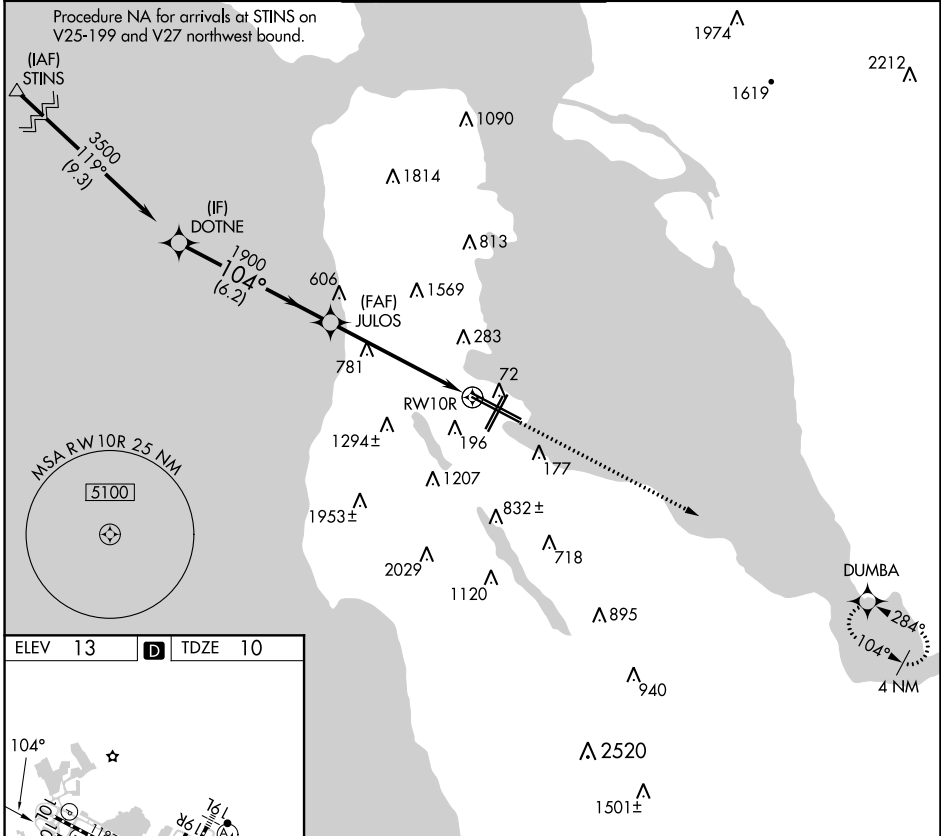 Procedure NA for arrivals at STINS on
V25-199 and V27 northwest bound.
(IAF)
STINS
3500
119°
(9.3)
(IF)
DOTNE
1900
104°
(6.2)
606
(FAF)
JULOS
781
1974
2212
1619
1090
1814
813
1569
283
72
RW10R
1294±
196
177
1207
1953±
832±
2029
718
1120
895
940
2520
1501±
MSA RW10R 25 NM
5100
DUMBA
284°
104°
4 NM
ELEV 13
D
TDZE 10
104°
10L
P
19L
19R